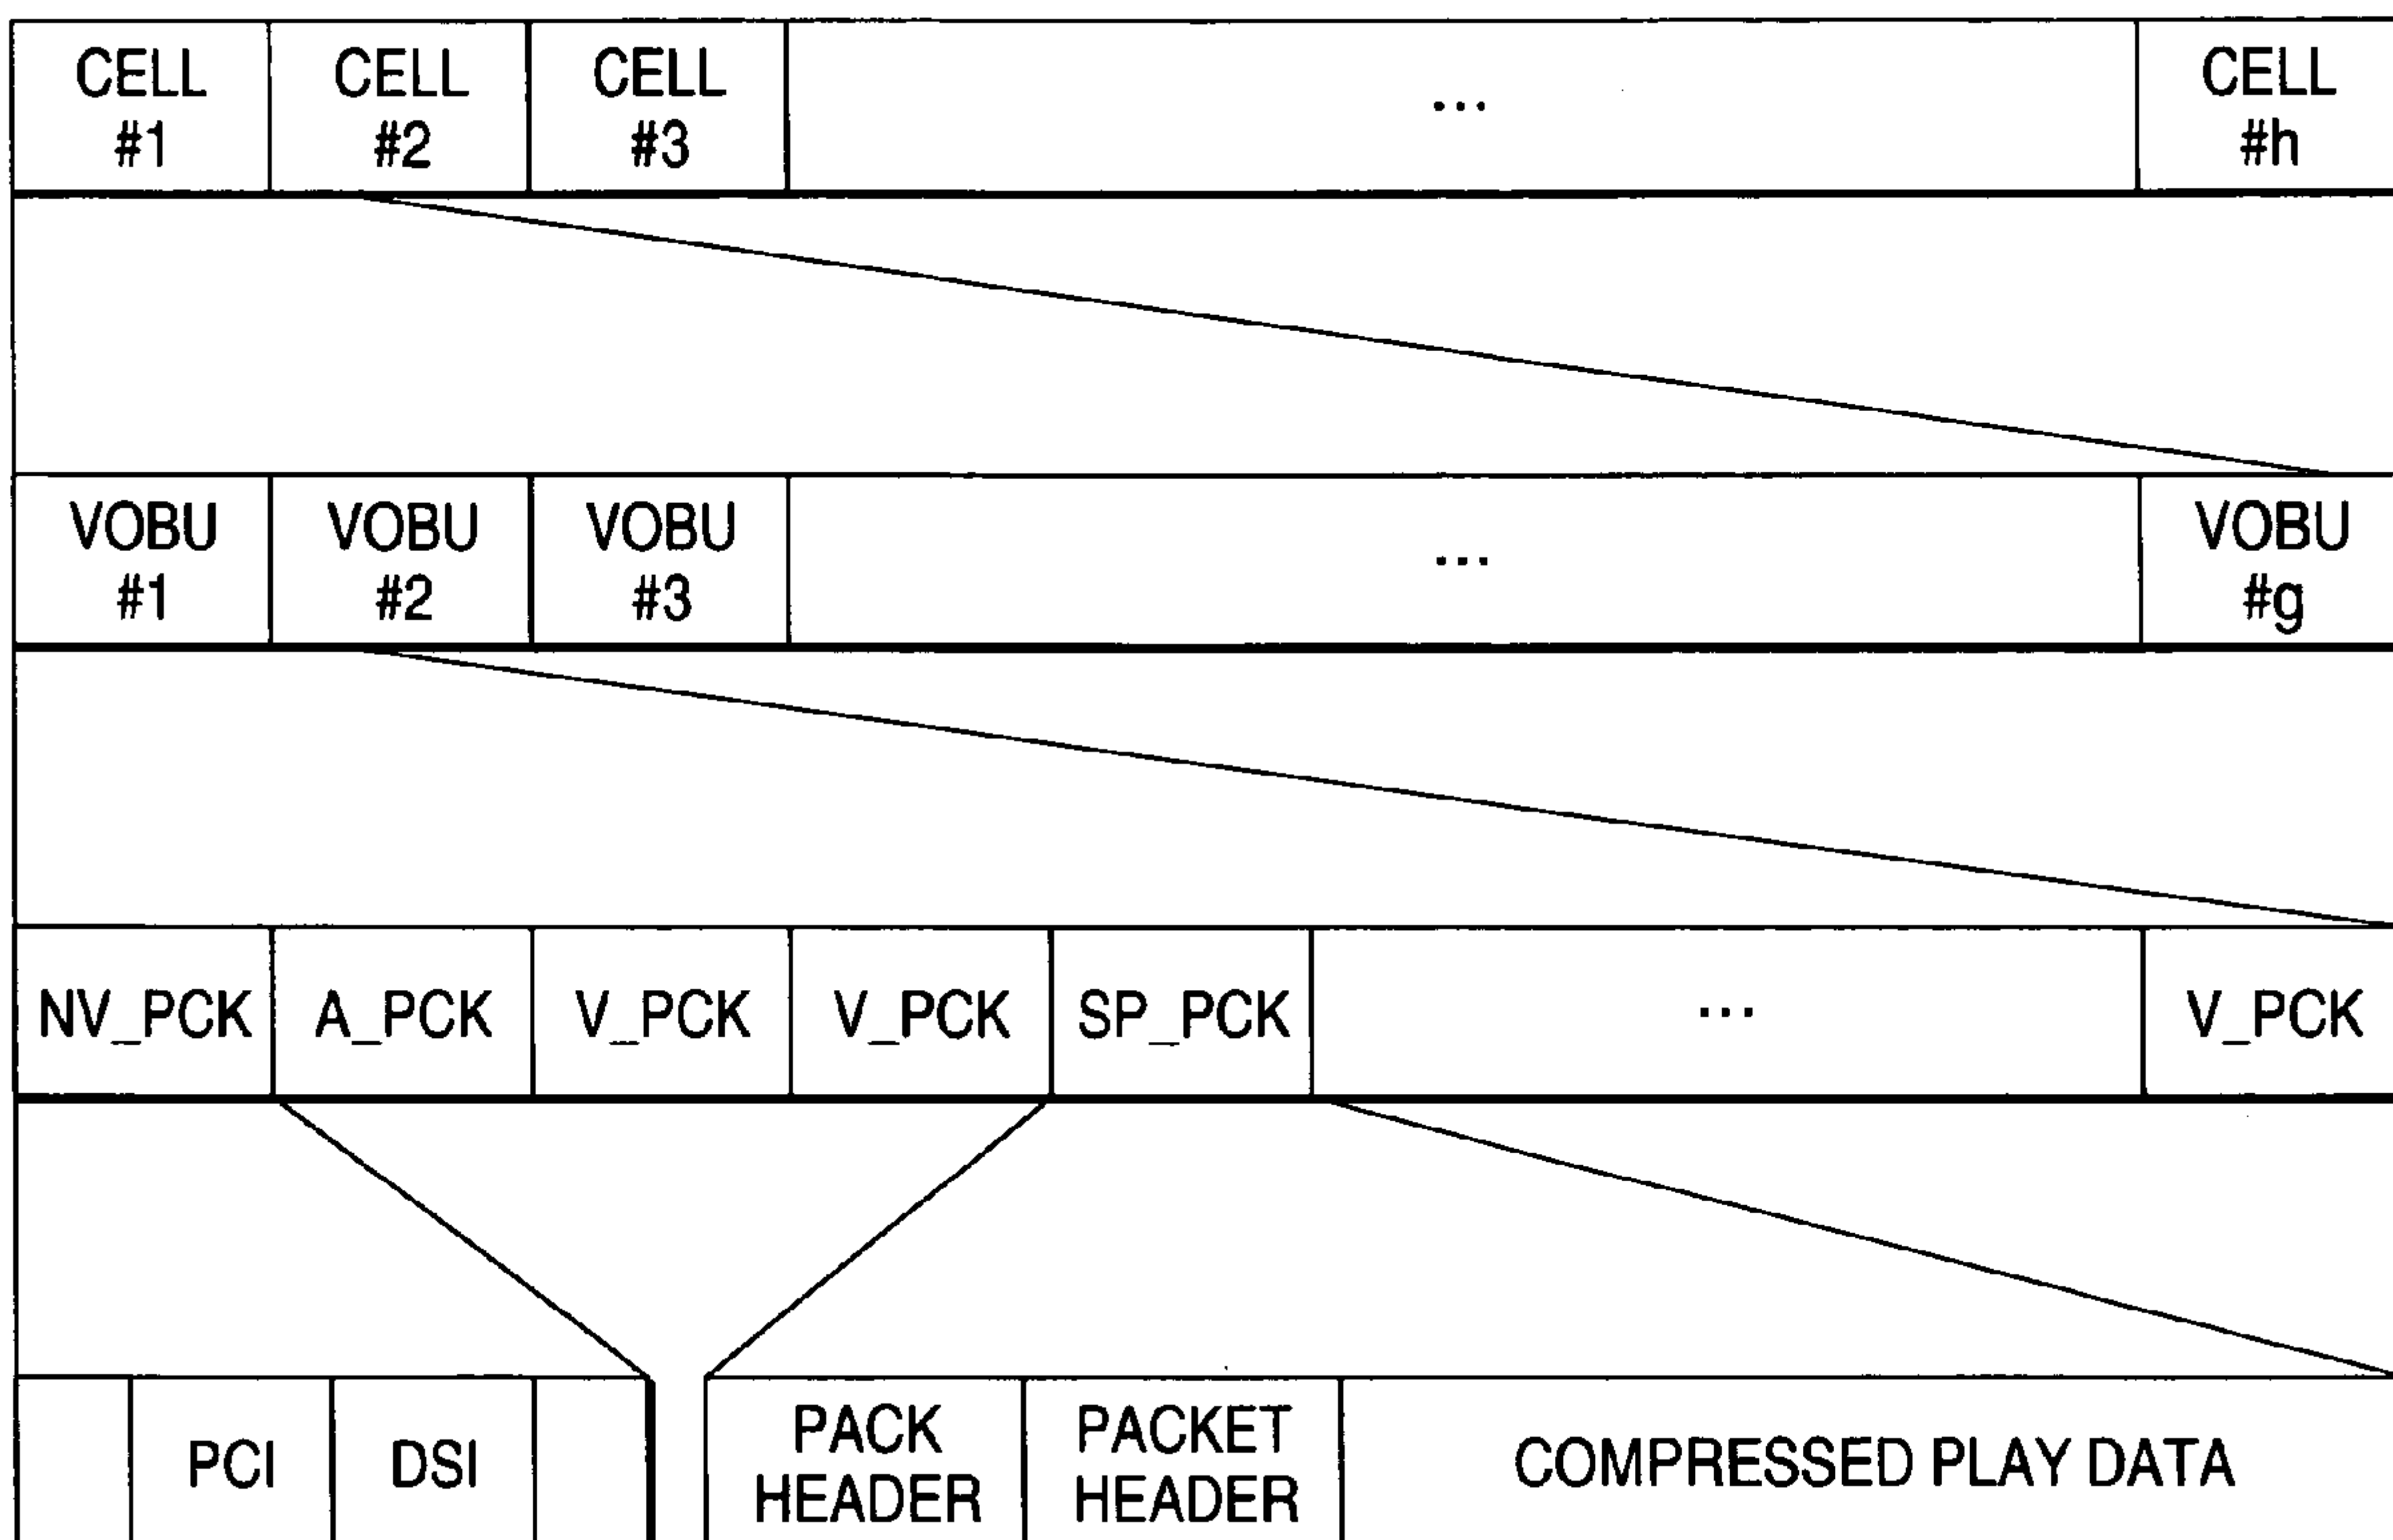 CELL
#1
CELL
#2
CELL
#3
...
CELL
#h
VOBU
#1
VOBU
#2
VOBU
#3
...
VOBU
#g
NV_PCK
A_PCK
V_PCK
V_PCK
SP_PCK
...
V_PCK
PCI
DSI
PACK
HEADER
PACKET
HEADER
COMPRESSED PLAY DATA